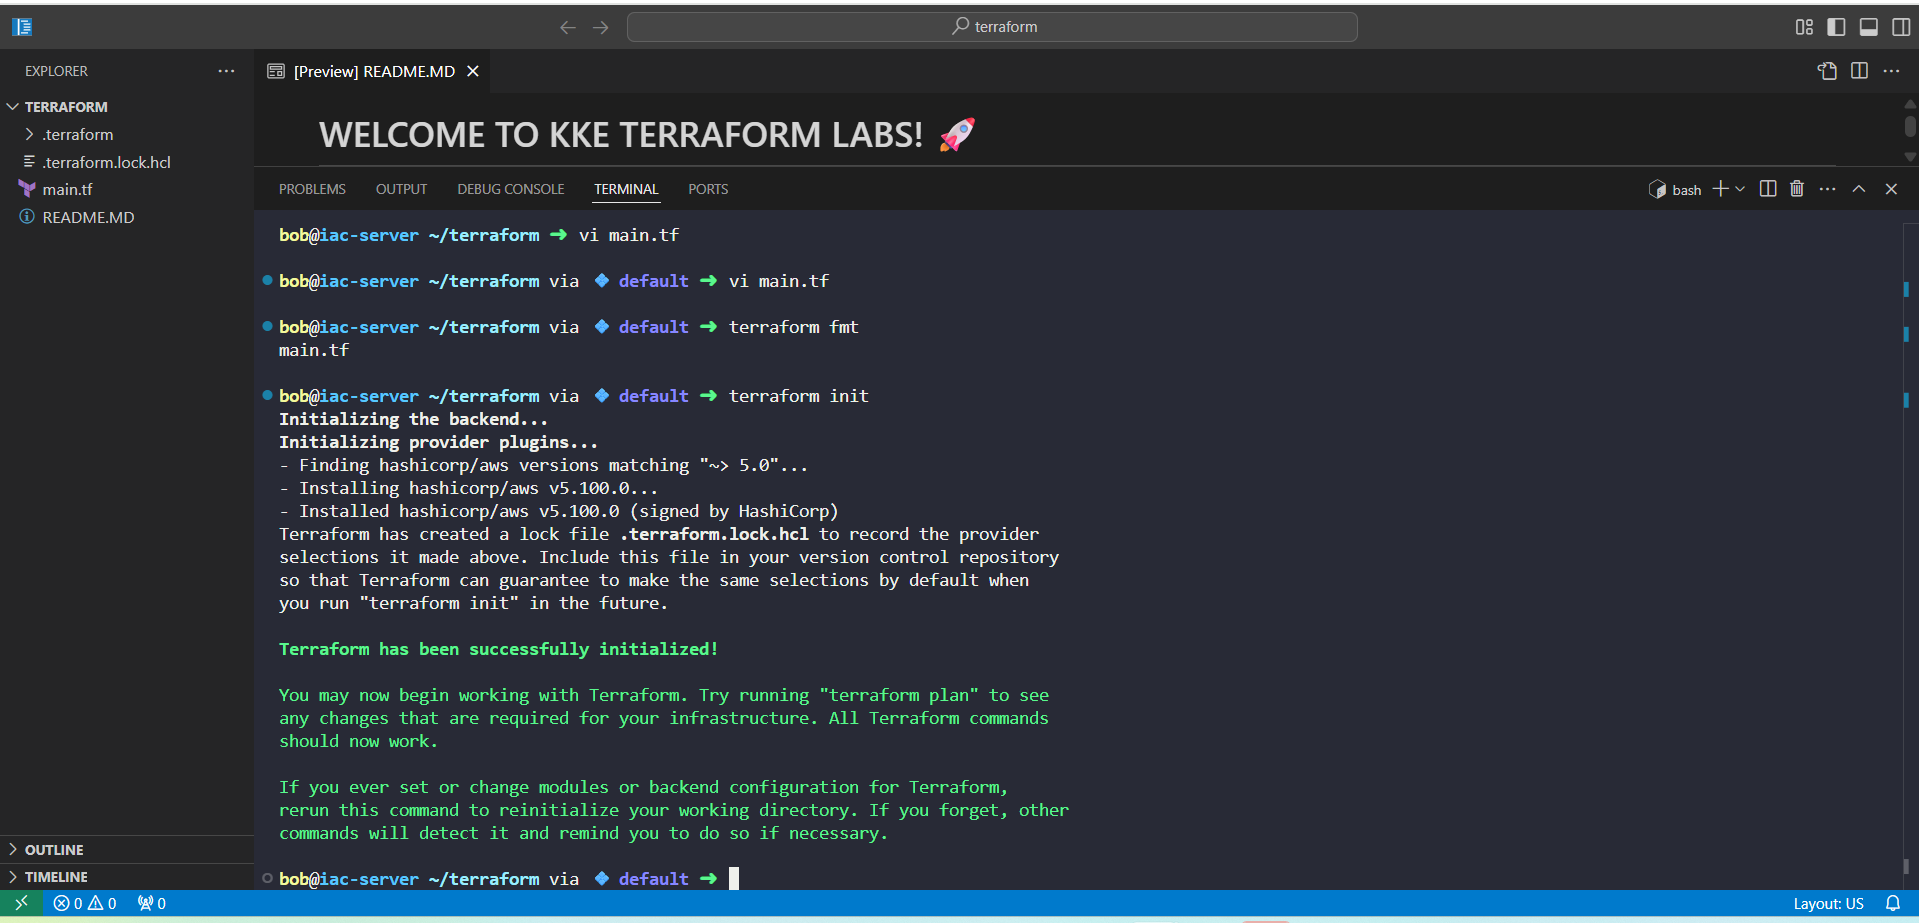 terraform
EXPLORER
[Preview] README.MD
TERRAFORM
.terraform
.terraform.lock.hcl
main.tf
README.MD
WELCOME TO KKE TERRAFORM LABS! 🚀
PROBLEMS OUTPUT DEBUG CONSOLE TERMINAL PORTS
bash
bob@iac-server ~/terraform ➜ vi main.tf
bob@iac-server ~/terraform via 🔹 default ➜ vi main.tf
bob@iac-server ~/terraform via 🔹 default ➜ terraform fmt
main.tf
bob@iac-server ~/terraform via 🔹 default ➜ terraform init
Initializing the backend...
Initializing provider plugins...
- Finding hashicorp/aws versions matching "~> 5.0"...
- Installing hashicorp/aws v5.100.0...
- Installed hashicorp/aws v5.100.0 (signed by HashiCorp)
Terraform has created a lock file .terraform.lock.hcl to record the provider
selections it made above. Include this file in your version control repository
so that Terraform can guarantee to make the same selections by default when
you run "terraform init" in the future.
Terraform has been successfully initialized!
You may now begin working with Terraform. Try running "terraform plan" to see
any changes that are required for your infrastructure. All Terraform commands
should now work.
If you ever set or change modules or backend configuration for Terraform,
rerun this command to reinitialize your working directory. If you forget, other
commands will detect it and remind you to do so if necessary.
bob@iac-server ~/terraform via 🔹 default ➜
OUTLINE
TIMELINE
0 0 0
Layout: US